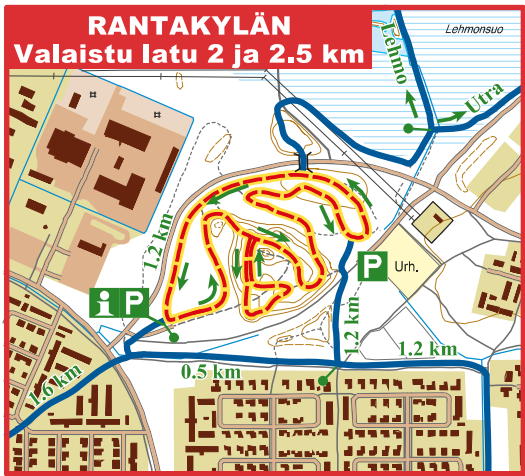 RANTAKYLÄN
Valaistu latu 2 ja 2.5 km
Lehmonsuo
Lehmo
Utra
1.2 km
P
Urh.
i P
1.2 km
1.2 km
0.5 km
1.6 km